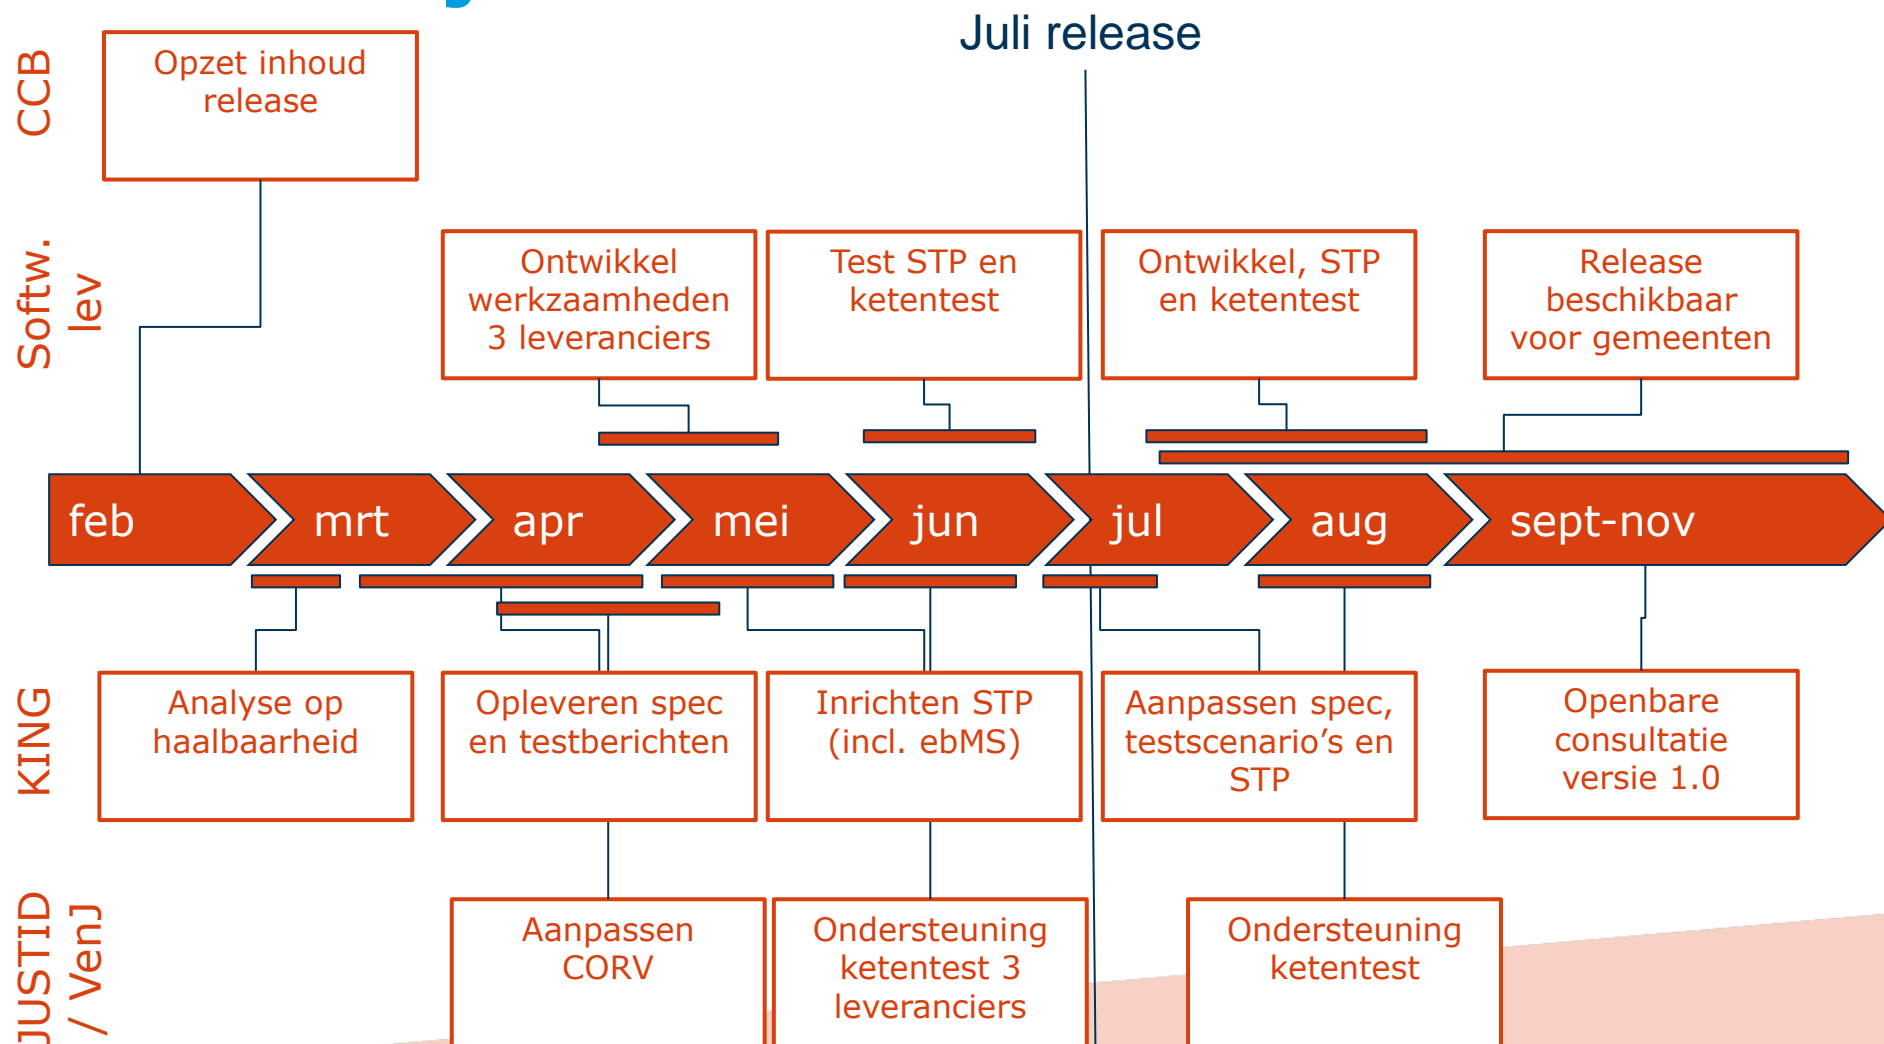 Juli release
CCB
Opzet inhoud
release
Softw.
lev
Ontwikkel
werkzaamheden
3 leveranciers
Test STP en
ketentest
Ontwikkel, STP
en ketentest
Release
beschikbaar
voor gemeenten
feb
mrt
apr
mei
jun
jul
aug
sept-nov
KING
Analyse op
haalbaarheid
Opleveren spec
en testberichten
Inrichten STP
(incl. ebMS)
Aanpassen spec,
testscenario’s en
STP
Openbare
consultatie
versie 1.0
JUSTID
/ VenJ
Aanpassen
CORV
Ondersteuning
ketentest 3
leveranciers
Ondersteuning
ketentest